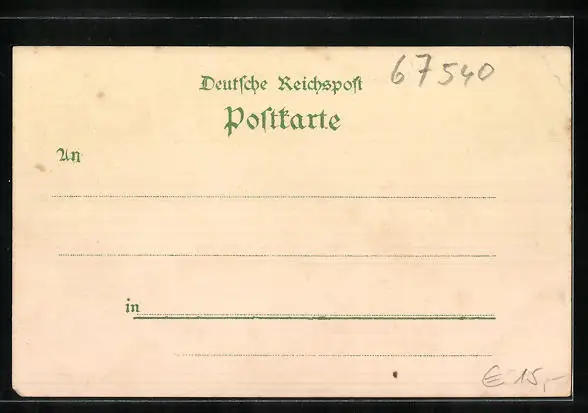 Deutsche Reichspost 67540
Postkarte
An
in
€ 15,-